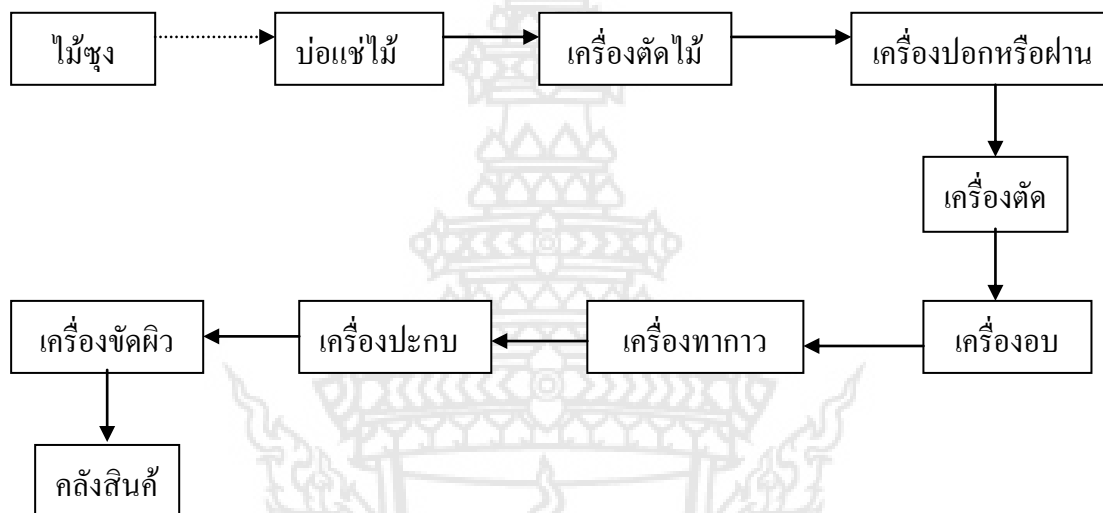 ไม้ซุง
บ่อแช่ไม้
เครื่องตัดไม้
เครื่องปอกหรือฝาน
เครื่องตัด
เครื่องอบ
เครื่องทากาว
เครื่องปะกบ
เครื่องขัดผิว
คลังสินค้